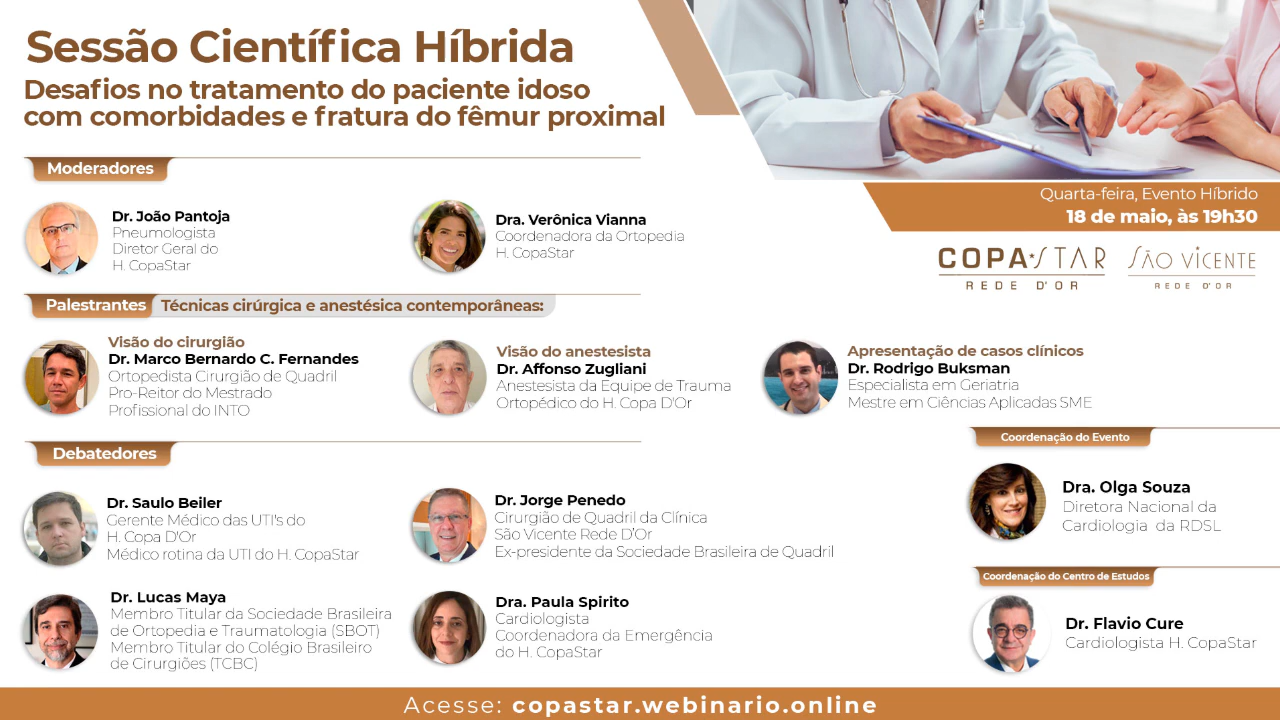 Sessão Científica Híbrida
Desafios no tratamento do paciente idoso
com comorbidades e fratura do fêmur proximal
Quarta-feira, Evento Híbrido
18 de maio, às 19h30
COPA STAR
REDE D'OR
SÃO VICENTE
REDE D'OR
Moderadores
Dr. João Pantoja
Pneumologista
Diretor Geral do
H. CopaStar
Dra. Verônica Vianna
Coordenadora da Ortopedia
H. CopaStar
Palestrantes
Técnicas cirúrgica e anestésica contemporâneas:
Visão do cirurgião
Dr. Marco Bernardo C. Fernandes
Ortopedista Cirurgião de Quadril
Pro-Reitor do Mestrado
Profissional do INTO
Visão do anestesista
Dr. Affonso Zugliani
Anestesista da Equipe de Trauma
Ortopédico do H. Copa D'Or
Apresentação de casos clínicos
Dr. Rodrigo Buksman
Especialista em Geriatria
Mestre em Ciências Aplicadas SME
Debatedores
Dr. Saulo Beiler
Gerente Médico das UTI's do
H. Copa D'Or
Médico rotina da UTI do H. CopaStar
Dr. Jorge Penedo
Cirurgião de Quadril da Clínica
São Vicente Rede D'Or
Ex-presidente da Sociedade Brasileira de Quadril
Dr. Lucas Maya
Membro Titular da Sociedade Brasileira
de Ortopedia e Traumatologia (SBOT)
Membro Titular do Colégio Brasileiro
de Cirurgiões (TCBC)
Dra. Paula Spirito
Cardiologista
Coordenadora da Emergência
do H. CopaStar
Coordenação do Evento
Dra. Olga Souza
Diretora Nacional da
Cardiologia da RDSL
Coordenação do Centro de Estudos
Dr. Flavio Cure
Cardiologista H. CopaStar
Acesse: copastar.webinario.online